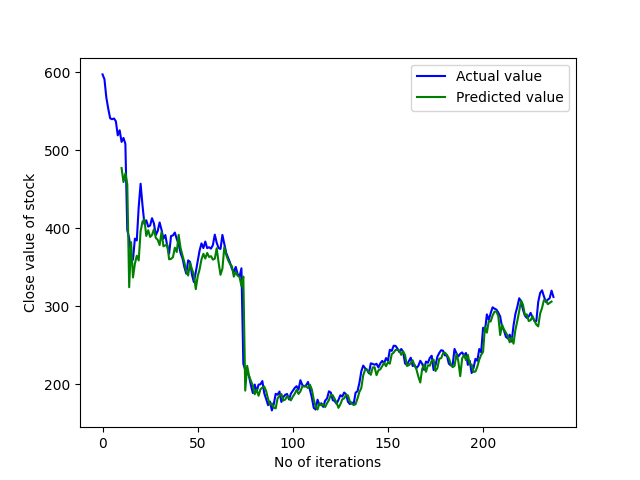 Actual value
Predicted value
600
500
400
300
200
Close value of stock
0
50
100
150
200
No of iterations